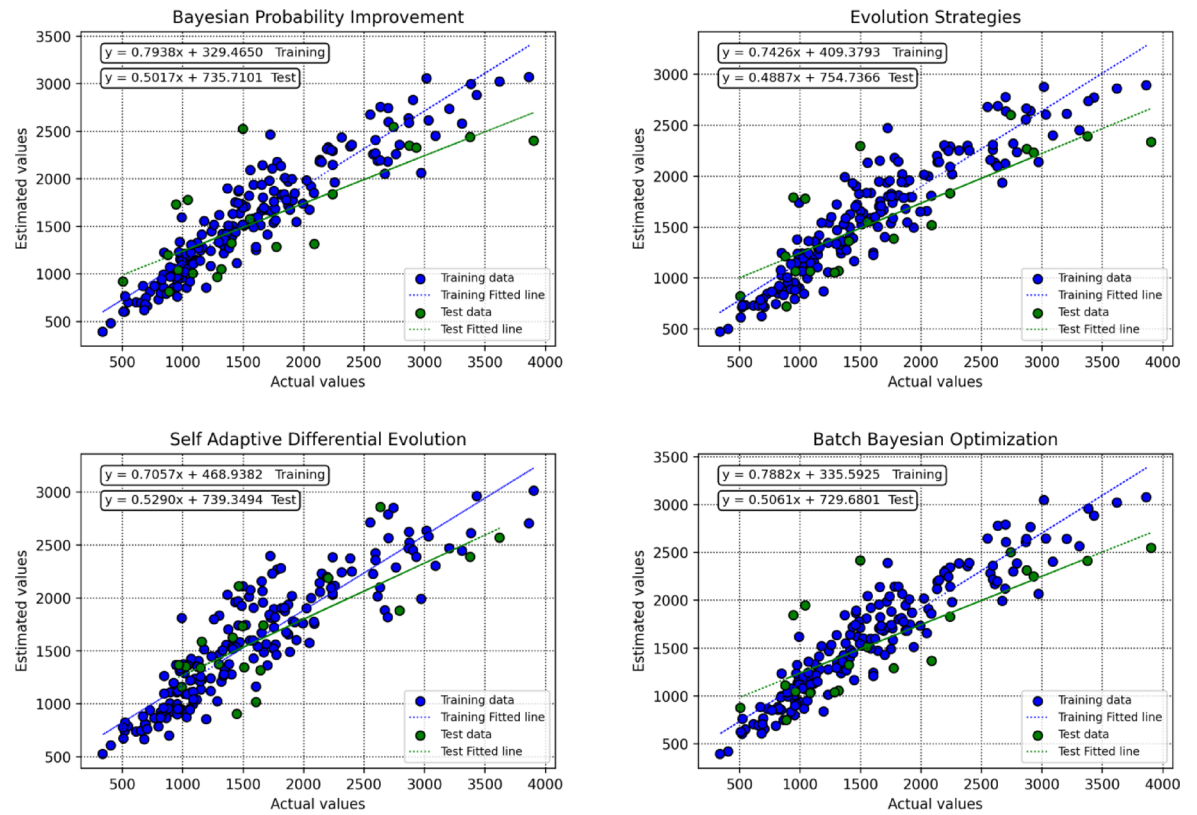 Bayesian Probability Improvement
y = 0.7938x + 329.4650   Training
y = 0.5017x + 735.7101  Test
Estimated values
3500
3000
2500
2000
1500
1000
500
Training data
Training Fitted line
Test data
Test Fitted line
500 1000 1500 2000 2500 3000 3500 4000
Actual values
Evolution Strategies
y = 0.7426x + 409.3793   Training
y = 0.4887x + 754.7366  Test
Estimated values
3000
2500
2000
1500
1000
500
Training data
Training Fitted line
Test data
Test Fitted line
500 1000 1500 2000 2500 3000 3500 4000
Actual values
Self Adaptive Differential Evolution
y = 0.7057x + 468.9382   Training
y = 0.5290x + 739.3494  Test
Estimated values
3000
2500
2000
1500
1000
500
Training data
Training Fitted line
Test data
Test Fitted line
500 1000 1500 2000 2500 3000 3500 4000
Actual values
Batch Bayesian Optimization
y = 0.7882x + 335.5925   Training
y = 0.5061x + 729.6801  Test
Estimated values
3500
3000
2500
2000
1500
1000
500
Training data
Training Fitted line
Test data
Test Fitted line
500 1000 1500 2000 2500 3000 3500 4000
Actual values